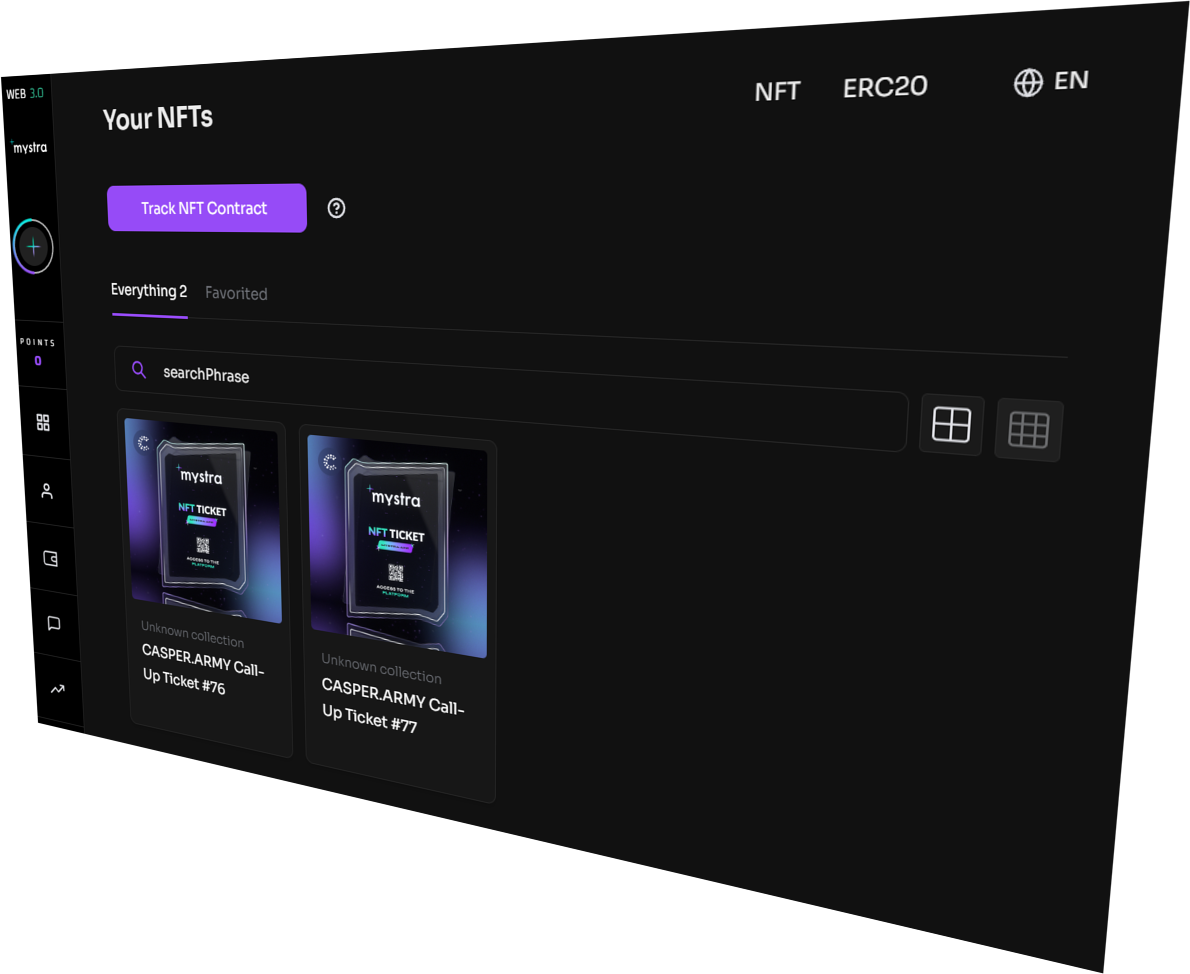 WEB 3.0
mystra
POINTS
0
Your NFTs
NFT
ERC20
EN
Track NFT Contract
Everything 2
Favorited
searchPhrase
mystra
NFT TICKET
ACCESS TO THE
PLATFORM
Unknown collection
CASPER.ARMY Call-
Up Ticket #76
mystra
NFT TICKET
ACCESS TO THE
PLATFORM
Unknown collection
CASPER.ARMY Call-
Up Ticket #77